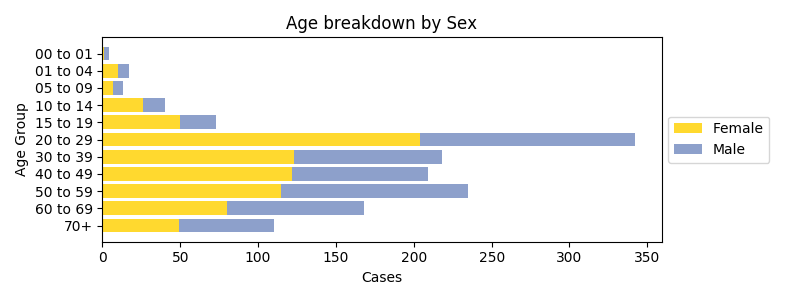 Age breakdown by Sex
Age Group
00 to 01
01 to 04
05 to 09
10 to 14
15 to 19
20 to 29
30 to 39
40 to 49
50 to 59
60 to 69
70+
0 50 100 150 200 250 300 350
Cases
Female
Male